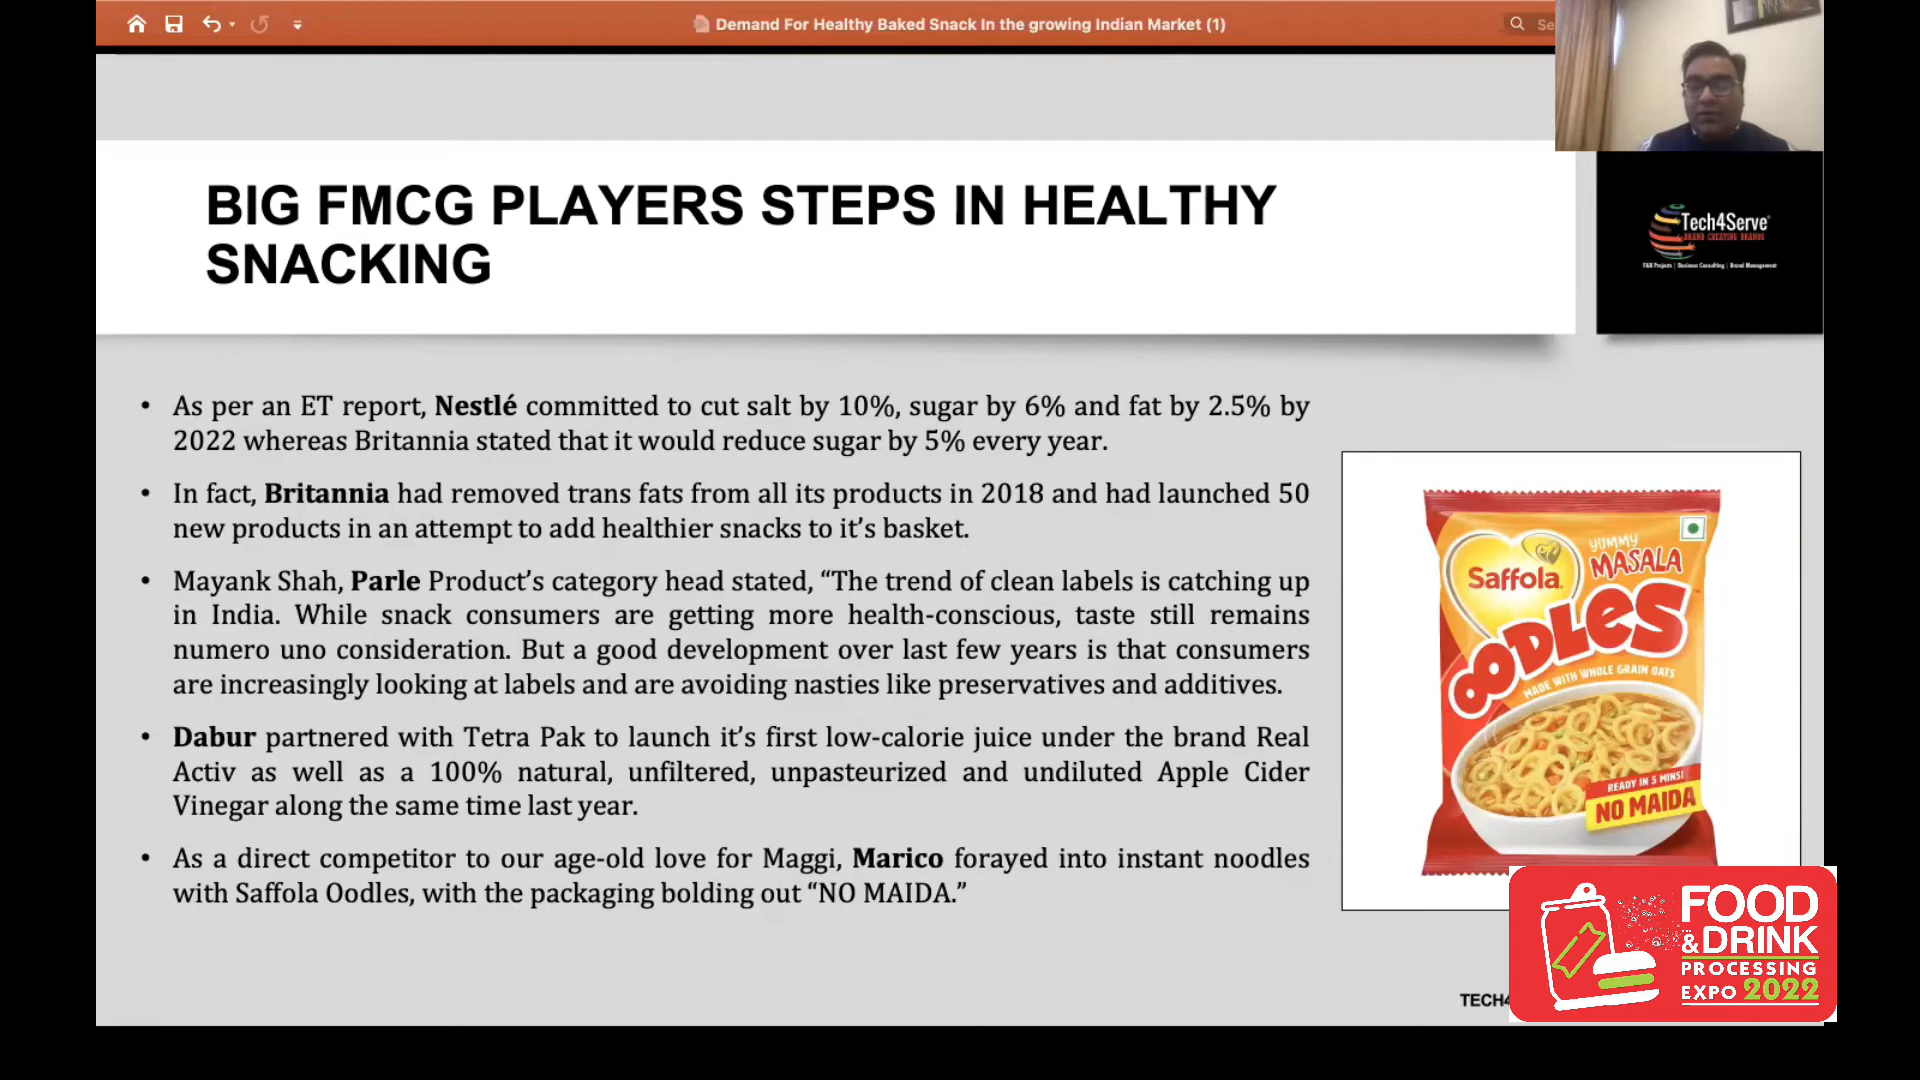 Demand For Healthy Baked Snack In the growing Indian Market (1)
Se
BIG FMCG PLAYERS STEPS IN HEALTHY
SNACKING
Tech4Serve
BRAND CREATING BRANDS
F&B Projects | Business Consulting | Brand Management
• As per an ET report, Nestlé committed to cut salt by 10%, sugar by 6% and fat by 2.5% by
2022 whereas Britannia stated that it would reduce sugar by 5% every year.
• In fact, Britannia had removed trans fats from all its products in 2018 and had launched 50
new products in an attempt to add healthier snacks to it’s basket.
• Mayank Shah, Parle Product’s category head stated, “The trend of clean labels is catching up
in India. While snack consumers are getting more health-conscious, taste still remains
numero uno consideration. But a good development over last few years is that consumers
are increasingly looking at labels and are avoiding nasties like preservatives and additives.
• Dabur partnered with Tetra Pak to launch it’s first low-calorie juice under the brand Real
Activ as well as a 100% natural, unfiltered, unpasteurized and undiluted Apple Cider
Vinegar along the same time last year.
• As a direct competitor to our age-old love for Maggi, Marico forayed into instant noodles
with Saffola Oodles, with the packaging bolding out “NO MAIDA.”
Saffola
YUMMY
MASALA
OODLES
MADE WITH WHOLE GRAIN OATS
READY IN 5 MINS!
NO MAIDA
FOOD
&DRINK
PROCESSING
EXPO 2022
TECH4